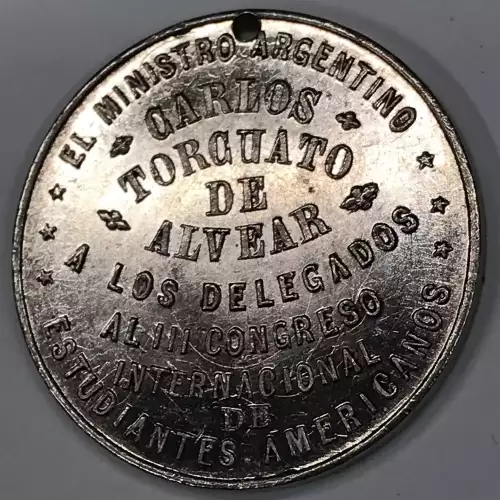 EL MINISTRO ARGENTINO
CARLOS
TORCUATO
DE
ALVEAR
A LOS DELEGADOS
AL III CONGRESO
INTERNACIONAL
DE
ESTUDIANTES AMERICANOS